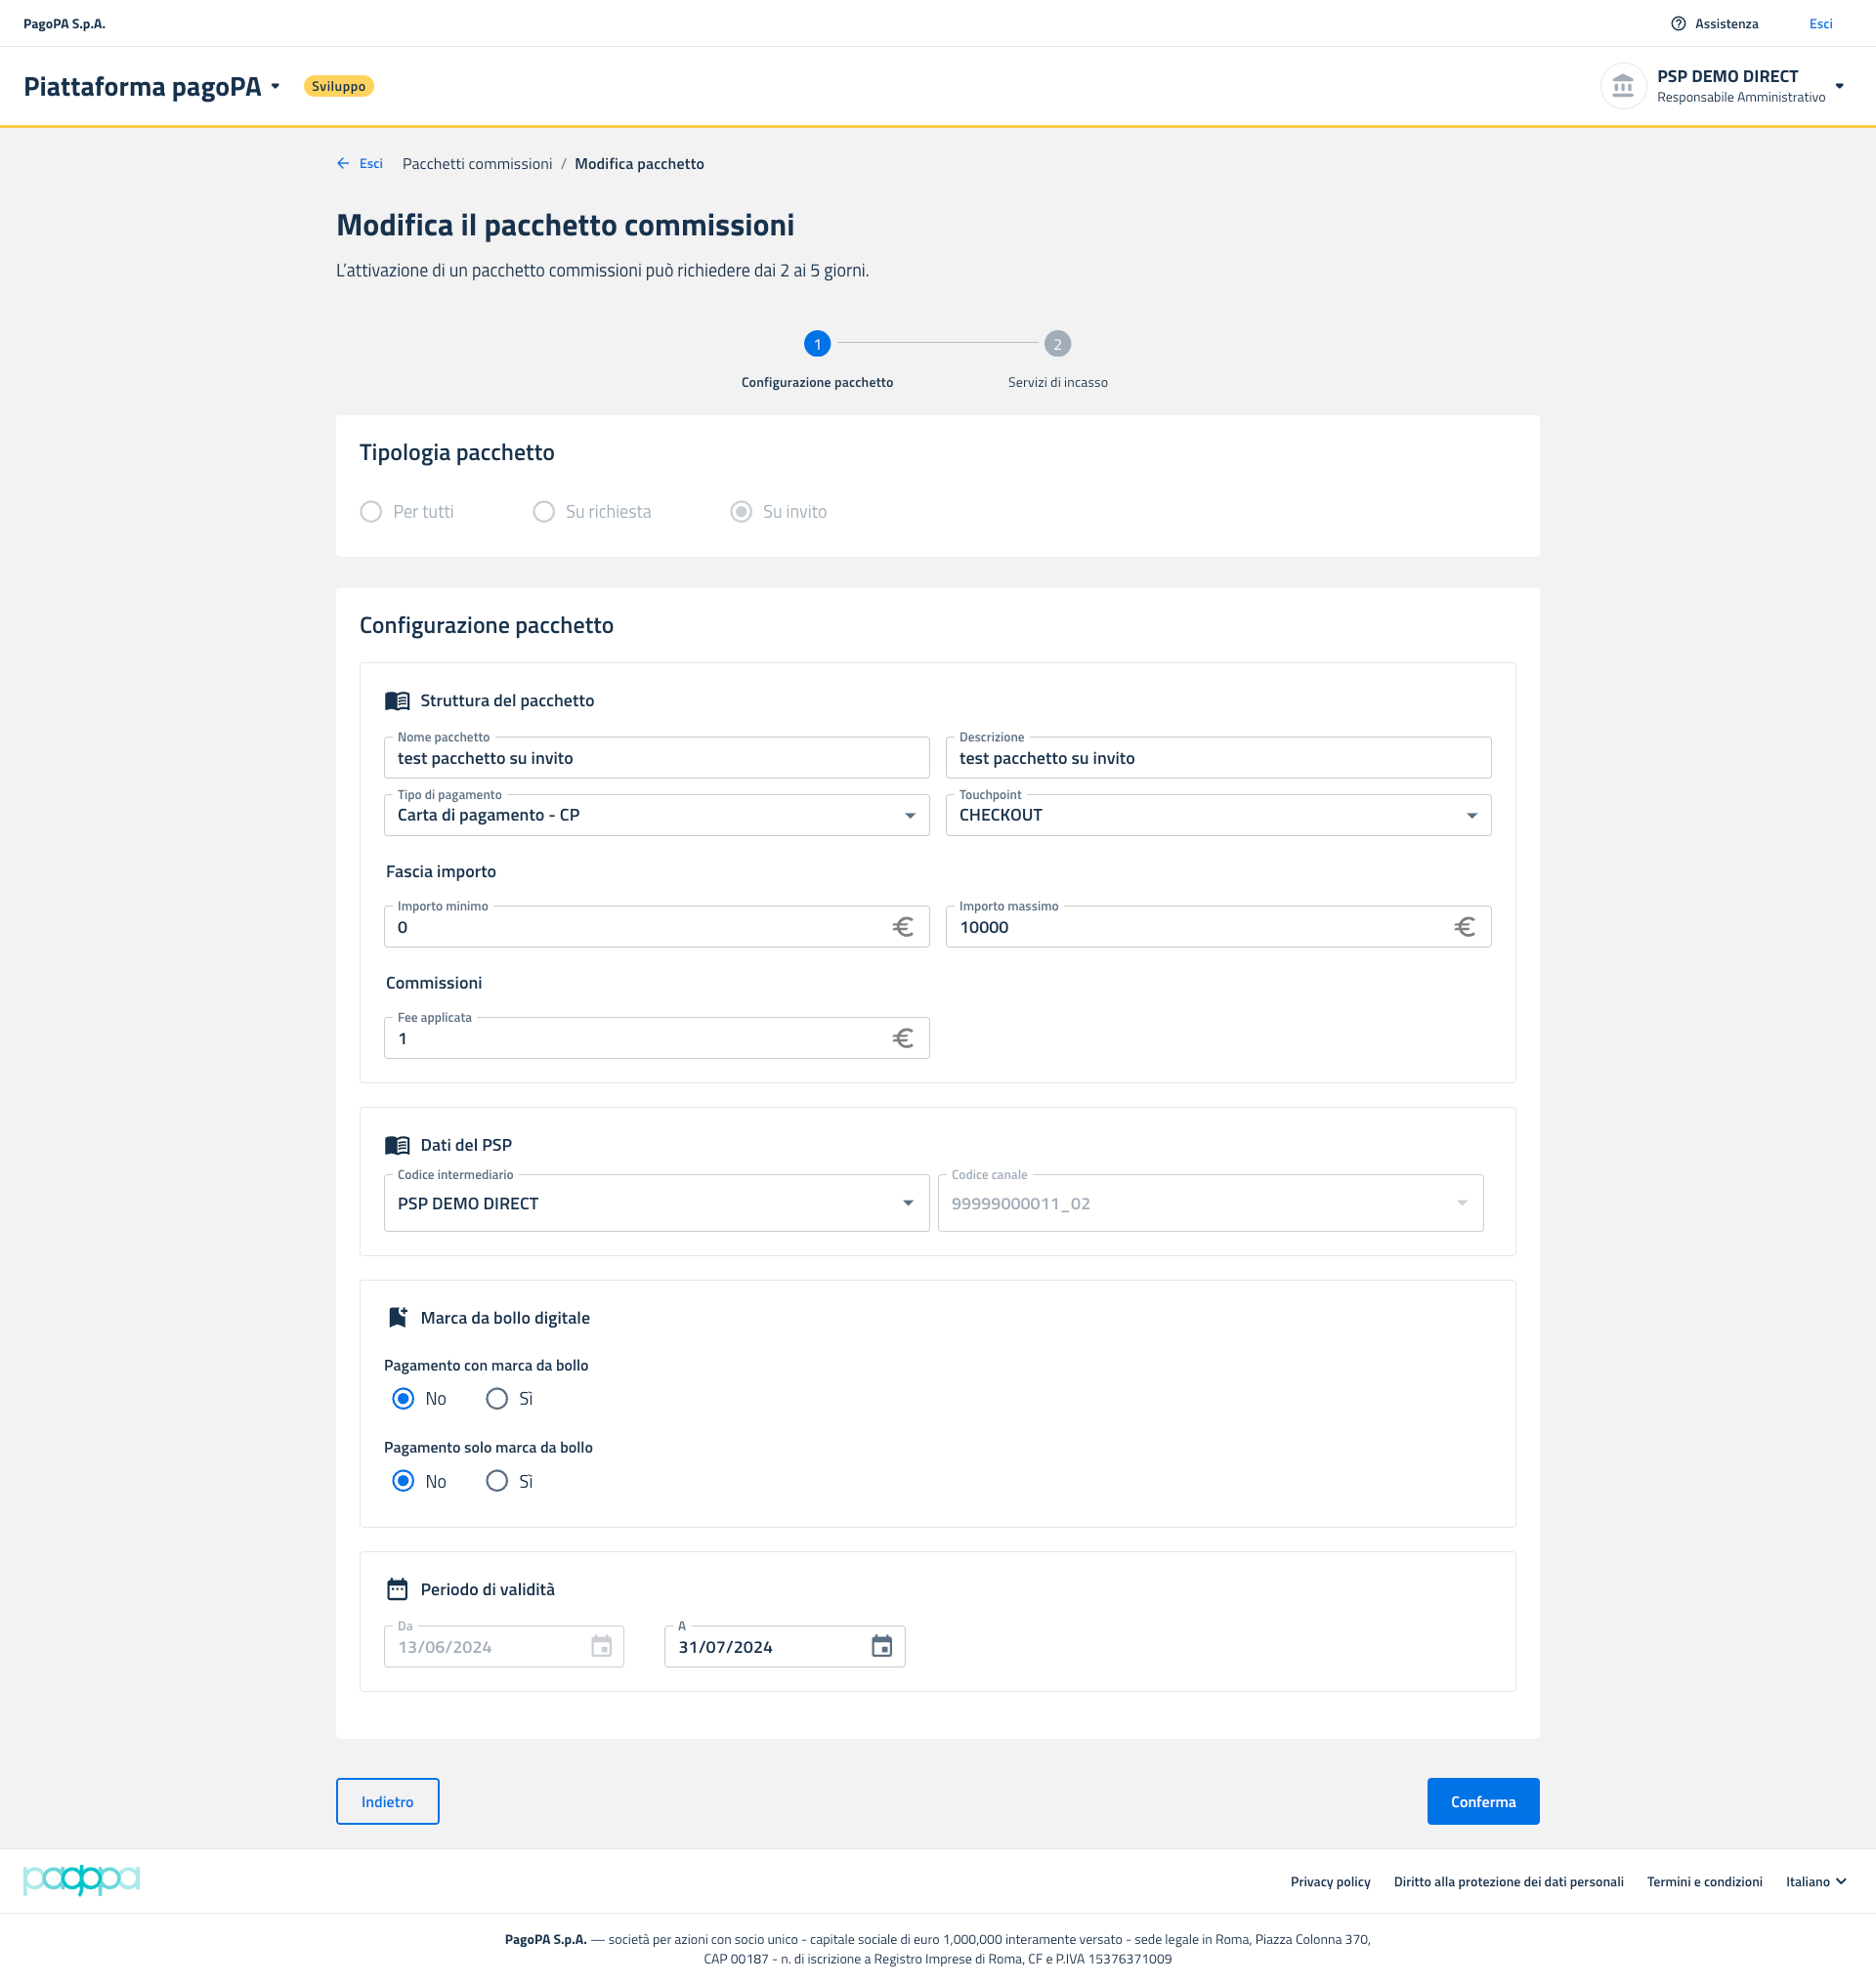 PagoPA S.p.A.
Assistenza
Esci
Piattaforma pagoPA
Sviluppo
PSP DEMO DIRECT
Responsabile Amministrativo
Esci
Pacchetti commissioni / Modifica pacchetto
Modifica il pacchetto commissioni
L'attivazione di un pacchetto commissioni può richiedere dai 2 ai 5 giorni.
1
2
Configurazione pacchetto
Servizi di incasso
Tipologia pacchetto
Per tutti
Su richiesta
Su invito
Configurazione pacchetto
Struttura del pacchetto
Nome pacchetto
test pacchetto su invito
Descrizione
test pacchetto su invito
Tipo di pagamento
Carta di pagamento - CP
Touchpoint
CHECKOUT
Fascia importo
Importo minimo
0 €
Importo massimo
10000 €
Commissioni
Fee applicata
1 €
Dati del PSP
Codice intermediario
PSP DEMO DIRECT
Codice canale
99999000011_02
Marca da bollo digitale
Pagamento con marca da bollo
No
Sì
Pagamento solo marca da bollo
No
Sì
Periodo di validità
Da
13/06/2024
A
31/07/2024
Indietro
Conferma
pagopa
Privacy policy
Diritto alla protezione dei dati personali
Termini e condizioni
Italiano
PagoPA S.p.A. — società per azioni con socio unico - capitale sociale di euro 1,000,000 interamente versato - sede legale in Roma, Piazza Colonna 370,
CAP 00187 - n. di iscrizione a Registro Imprese di Roma, CF e P.IVA 15376371009